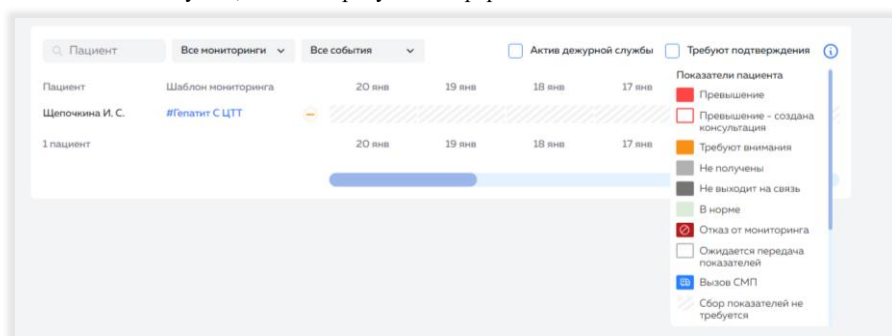 Пациент
Все мониторинги
Все события
Актив дежурной службы
Требуют подтверждения
Пациент
Шаблон мониторинга
20 янв
19 янв
18 янв
17 янв
Щепочкина И. С.
#Гепатит С ЦТТ
1 пациент
20 янв
19 янв
18 янв
17 янв
Показатели пациента
Превышение
Превышение - создана
консультация
Требуют внимания
Не получены
Не выходит на связь
В норме
Отказ от мониторинга
Ожидается передача
показателей
Вызов СМП
Сбор показателей не
требуется